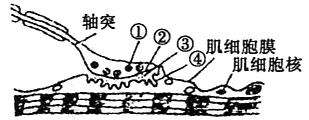 轴突
① ② ③ 肌细胞膜
④ 肌细胞核